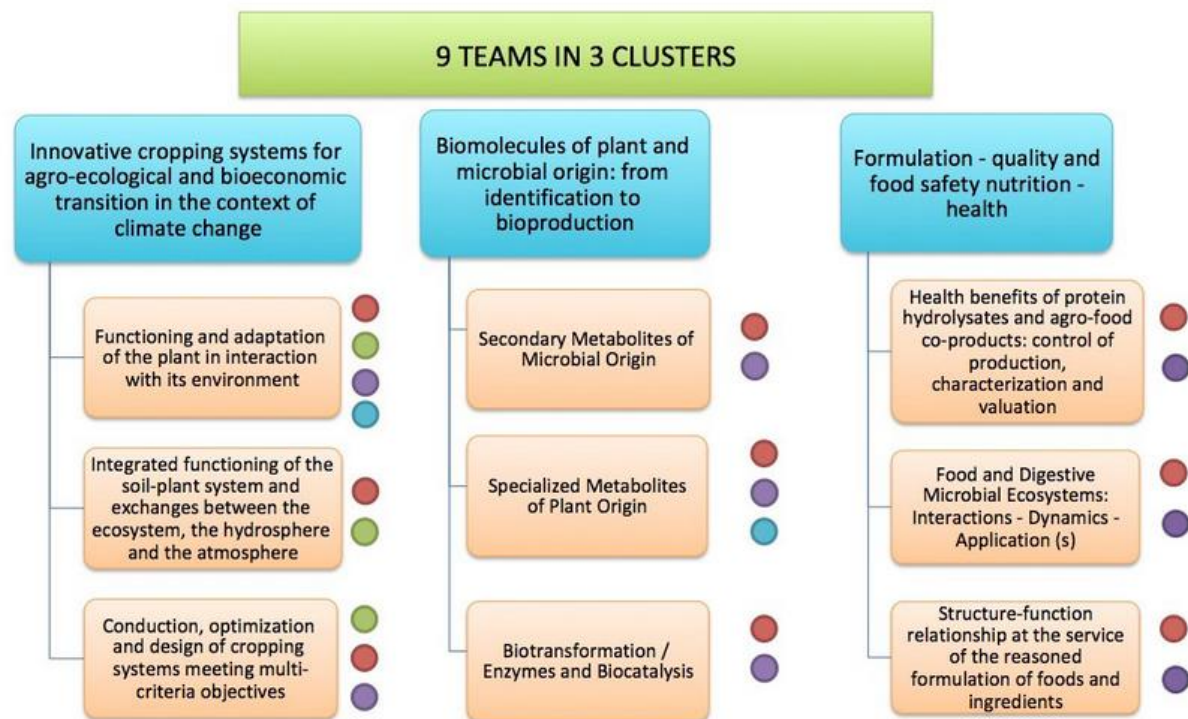 9 TEAMS IN 3 CLUSTERS
Innovative cropping systems for
agro-ecological and bioeconomic
transition in the context of
climate change
Functioning and adaptation
of the plant in interaction
with its environment
Integrated functioning of the
soil-plant system and
exchanges between the
ecosystem, the hydrosphere
and the atmosphere
Conduction, optimization
and design of cropping
systems meeting multi-
criteria objectives
Biomolecules of plant and
microbial origin: from
identification to
bioproduction
Secondary Metabolites of
Microbial Origin
Specialized Metabolites
of Plant Origin
Biotransformation /
Enzymes and Biocatalysis
Formulation - quality and
food safety nutrition -
health
Health benefits of protein
hydrolysates and agro-food
co-products: control of
production,
characterization and
valuation
Food and Digestive
Microbial Ecosystems:
Interactions - Dynamics -
Application (s)
Structure-function
relationship at the service
of the reasoned
formulation of foods and
ingredients